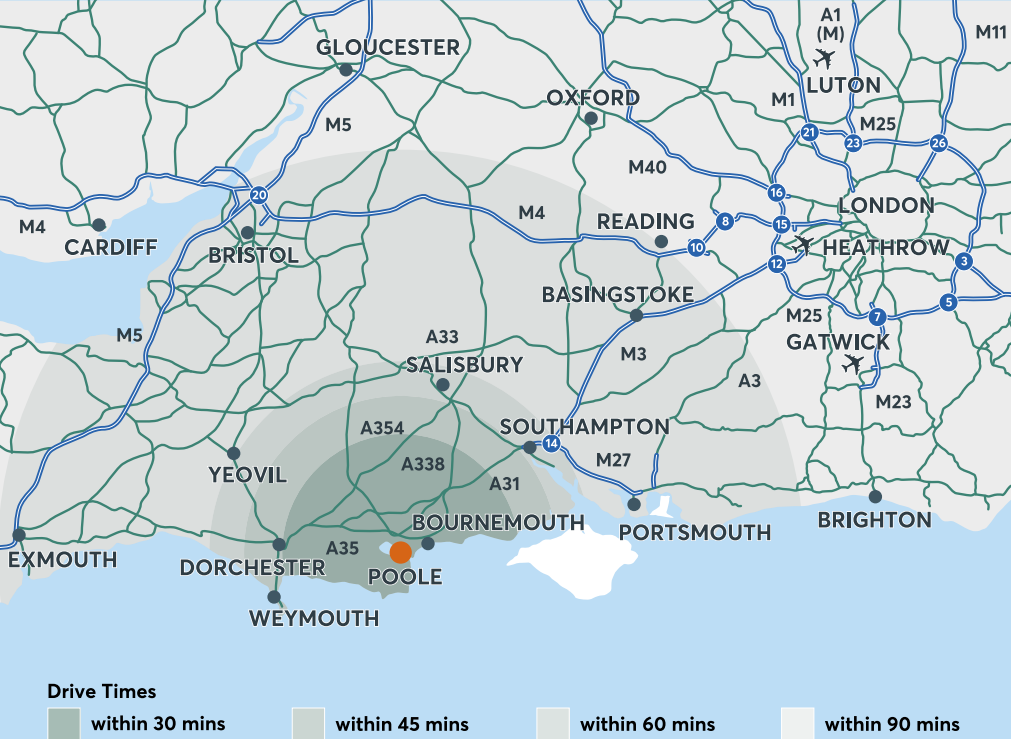 A1
(M)
M11
GLOUCESTER
LUTON
OXFORD
M1
M5
M25
21
23
26
M40
16
20
LONDON
M4
M4
8
15
READING
CARDIFF
10
HEATHROW
BRISTOL
12
3
BASINGSTOKE
5
M25
7
M5
A33
GATWICK
M3
SALISBURY
A3
M23
A354
SOUTHAMPTON
14
A338
M27
YEOVIL
A31
BOURNEMOUTH
BRIGHTON
PORTSMOUTH
A35
EXMOUTH
DORCHESTER
POOLE
WEYMOUTH
Drive Times
within 30 mins
within 45 mins
within 60 mins
within 90 mins